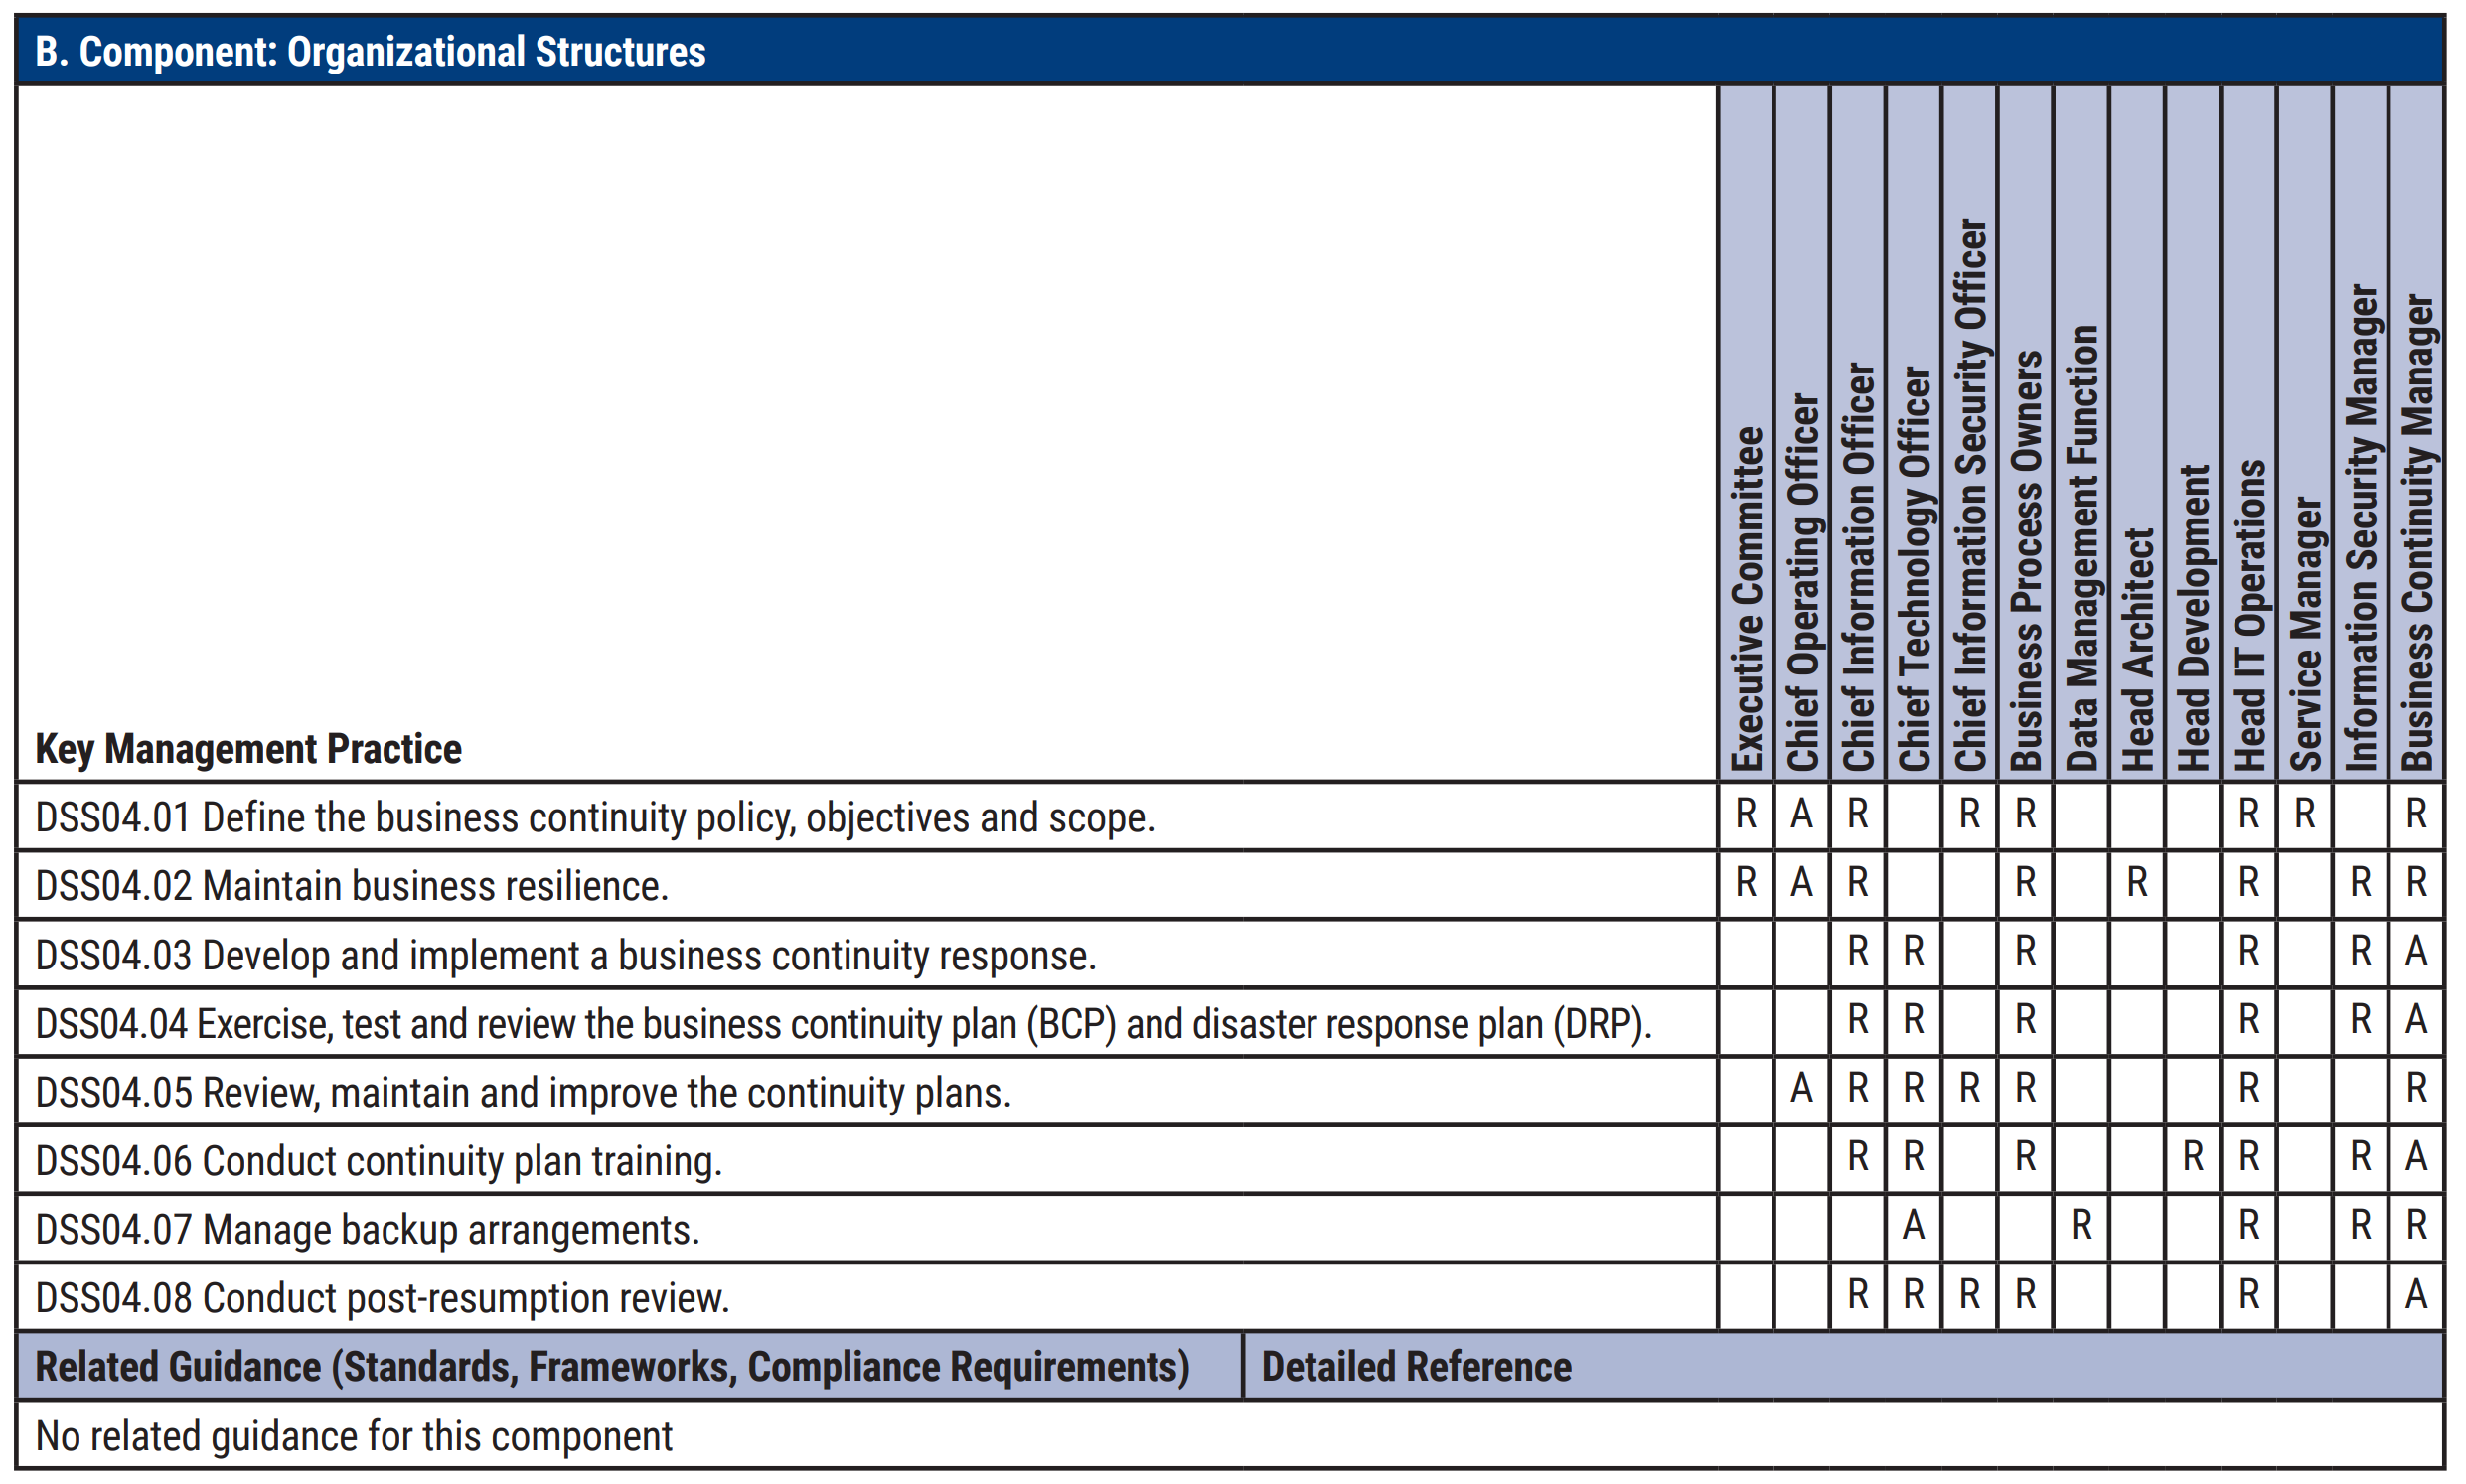 B. Component: Organizational Structures
Key Management Practice
Executive Committee
Chief Operating Officer
Chief Information Officer
Chief Technology Officer
Chief Information Security Officer
Business Process Owners
Data Management Function
Head Architect
Head Development
Head IT Operations
Service Manager
Information Security Manager
Business Continuity Manager
DSS04.01 Define the business continuity policy, objectives and scope. R A R R R R R R
DSS04.02 Maintain business resilience. R A R R R R R R
DSS04.03 Develop and implement a business continuity response. R R R R R A
DSS04.04 Exercise, test and review the business continuity plan (BCP) and disaster response plan (DRP). R R R R R A
DSS04.05 Review, maintain and improve the continuity plans. A R R R R R R
DSS04.06 Conduct continuity plan training. R R R R R R A
DSS04.07 Manage backup arrangements. A R R R R
DSS04.08 Conduct post-resumption review. R R R R R A
Related Guidance (Standards, Frameworks, Compliance Requirements) Detailed Reference
No related guidance for this component